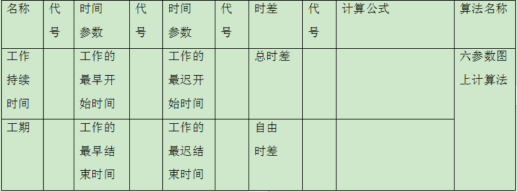 名称 代号 时间参数 代号 时间参数 代号 时差 代号 计算公式 算法名称
工作持续时间 工作的最早开始时间 工作的最迟开始时间 总时差 六参数图上计算法
工期 工作的最早结束时间 工作的最迟结束时间 自由时差